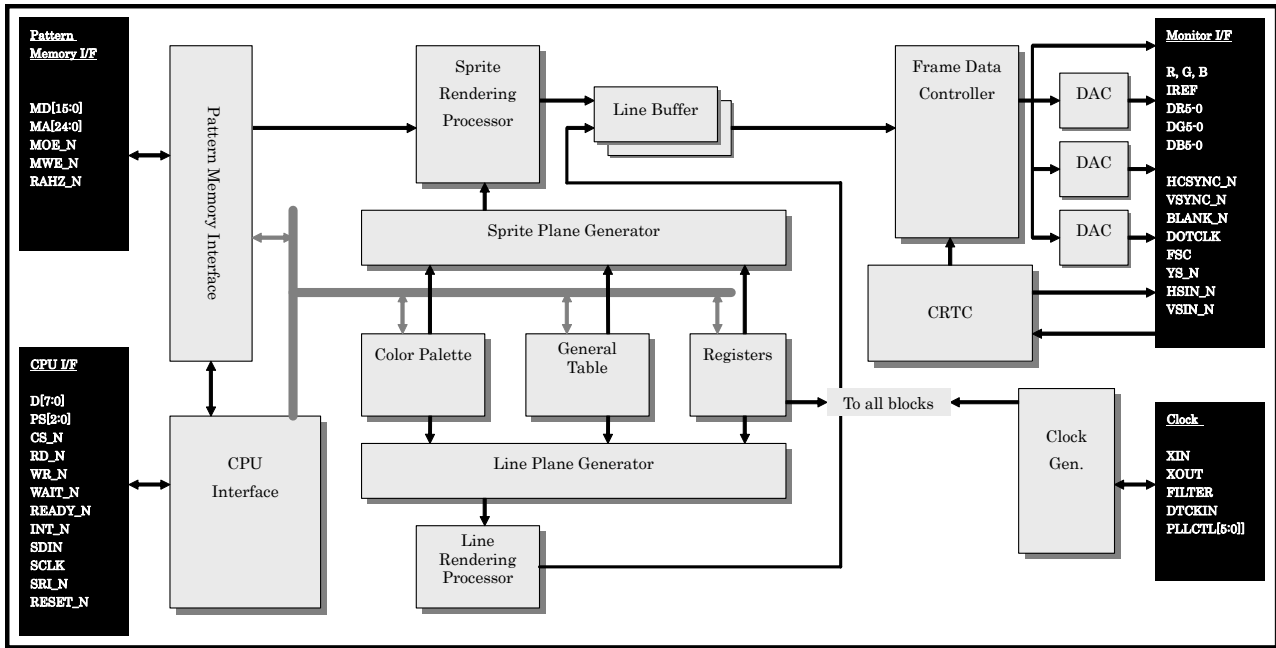 Pattern
Memory I/F
MD[15:0]
MA[24:0]
MOE_N
MWE_N
RAHZ_N
Pattern Memory Interface
Sprite
Rendering
Processor
Line Buffer
Frame Data
Controller
DAC
DAC
DAC
Monitor I/F
R, G, B
IREF
DR5-0
DG5-0
DB5-0
HCSYNC_N
VSYNC_N
BLANK_N
DOTCLK
FSC
YS_N
HSIN_N
VSIN_N
Sprite Plane Generator
CRTC
Color Palette
General
Table
Registers
To all blocks
CPU I/F
D[7:0]
PS[2:0]
CS_N
RD_N
WR_N
WAIT_N
READY_N
INT_N
SDIN
SCLK
SRI_N
RESET_N
CPU
Interface
Line Plane Generator
Line
Rendering
Processor
Clock
Gen.
Clock
XIN
XOUT
FILTER
DTCKIN
PLLCTL[5:0]]